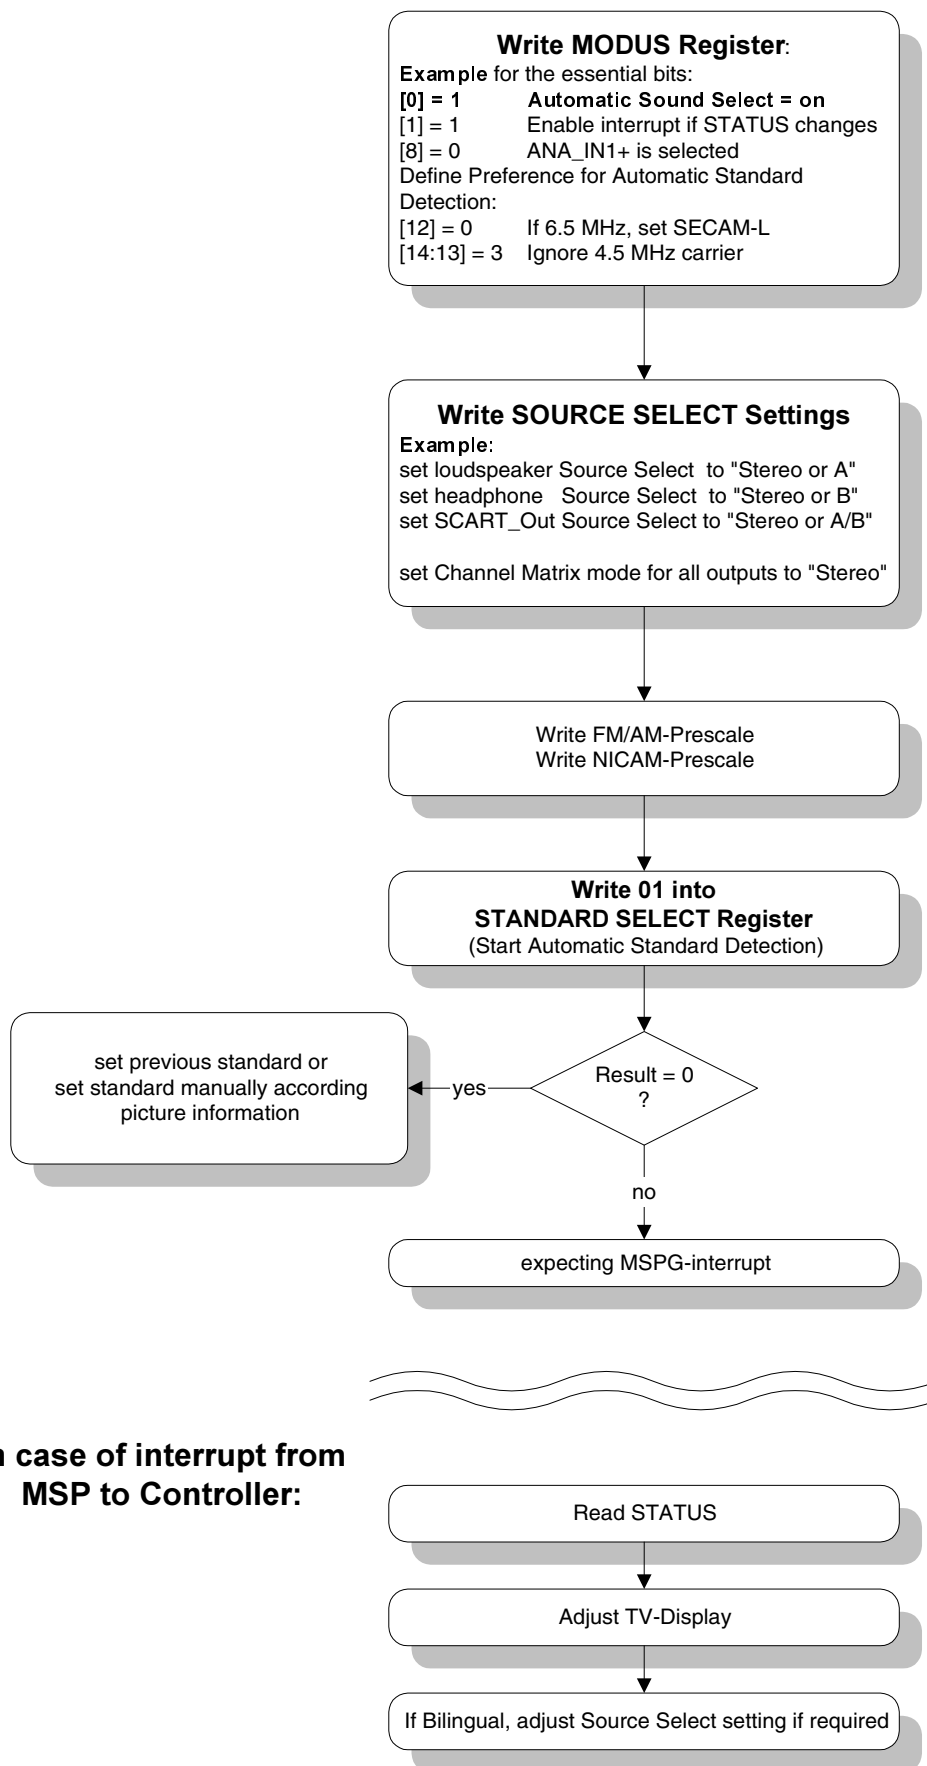 Write MODUS Register:
Example for the essential bits:
[0] = 1 Automatic Sound Select = on
[1] = 1 Enable interrupt if STATUS changes
[8] = 0 ANA_IN1+ is selected
Define Preference for Automatic Standard
Detection:
[12] = 0 If 6.5 MHz, set SECAM-L
[14:13] = 3 Ignore 4.5 MHz carrier
Write SOURCE SELECT Settings
Example:
set loudspeaker Source Select to "Stereo or A"
set headphone Source Select to "Stereo or B"
set SCART_Out Source Select to "Stereo or A/B"
set Channel Matrix mode for all outputs to "Stereo"
Write FM/AM-Prescale
Write NICAM-Prescale
Write 01 into
STANDARD SELECT Register
(Start Automatic Standard Detection)
Result = 0
?
yes
set previous standard or
set standard manually according
picture information
no
expecting MSPG-interrupt
case of interrupt from
MSP to Controller:
Read STATUS
Adjust TV-Display
If Bilingual, adjust Source Select setting if required